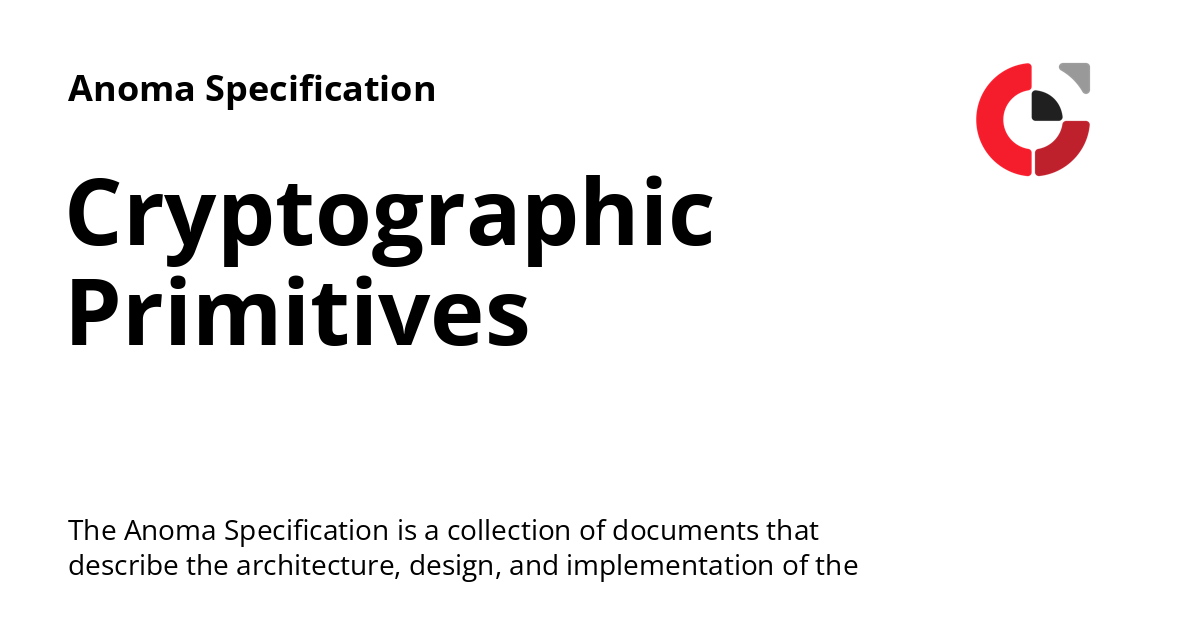 Anoma Specification
Cryptographic
Primitives
The Anoma Specification is a collection of documents that
describe the architecture, design, and implementation of the